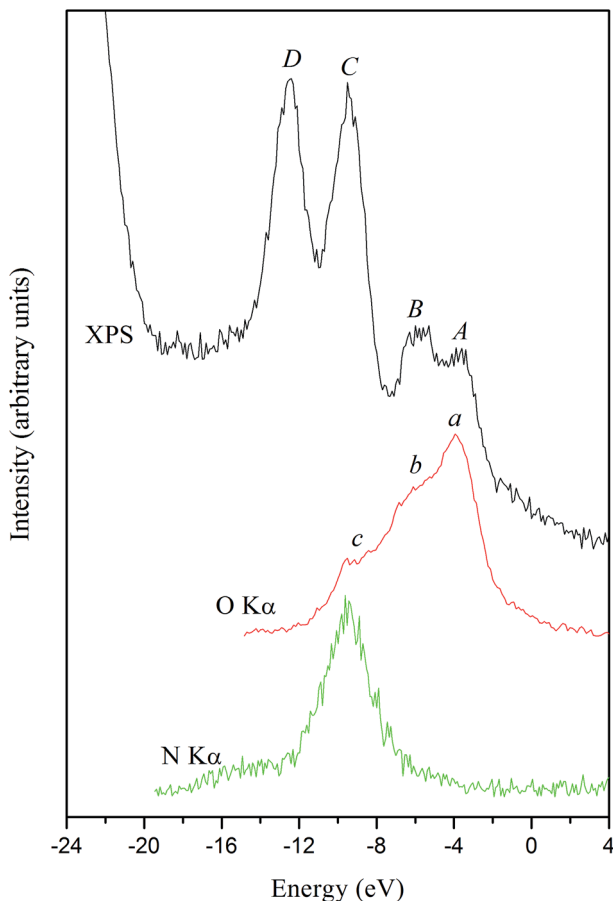 D
C
B
A
XPS
a
b
c
O Kα
N Kα
Intensity (arbitrary units)
-24 -20 -16 -12 -8 -4 0 4
Energy (eV)